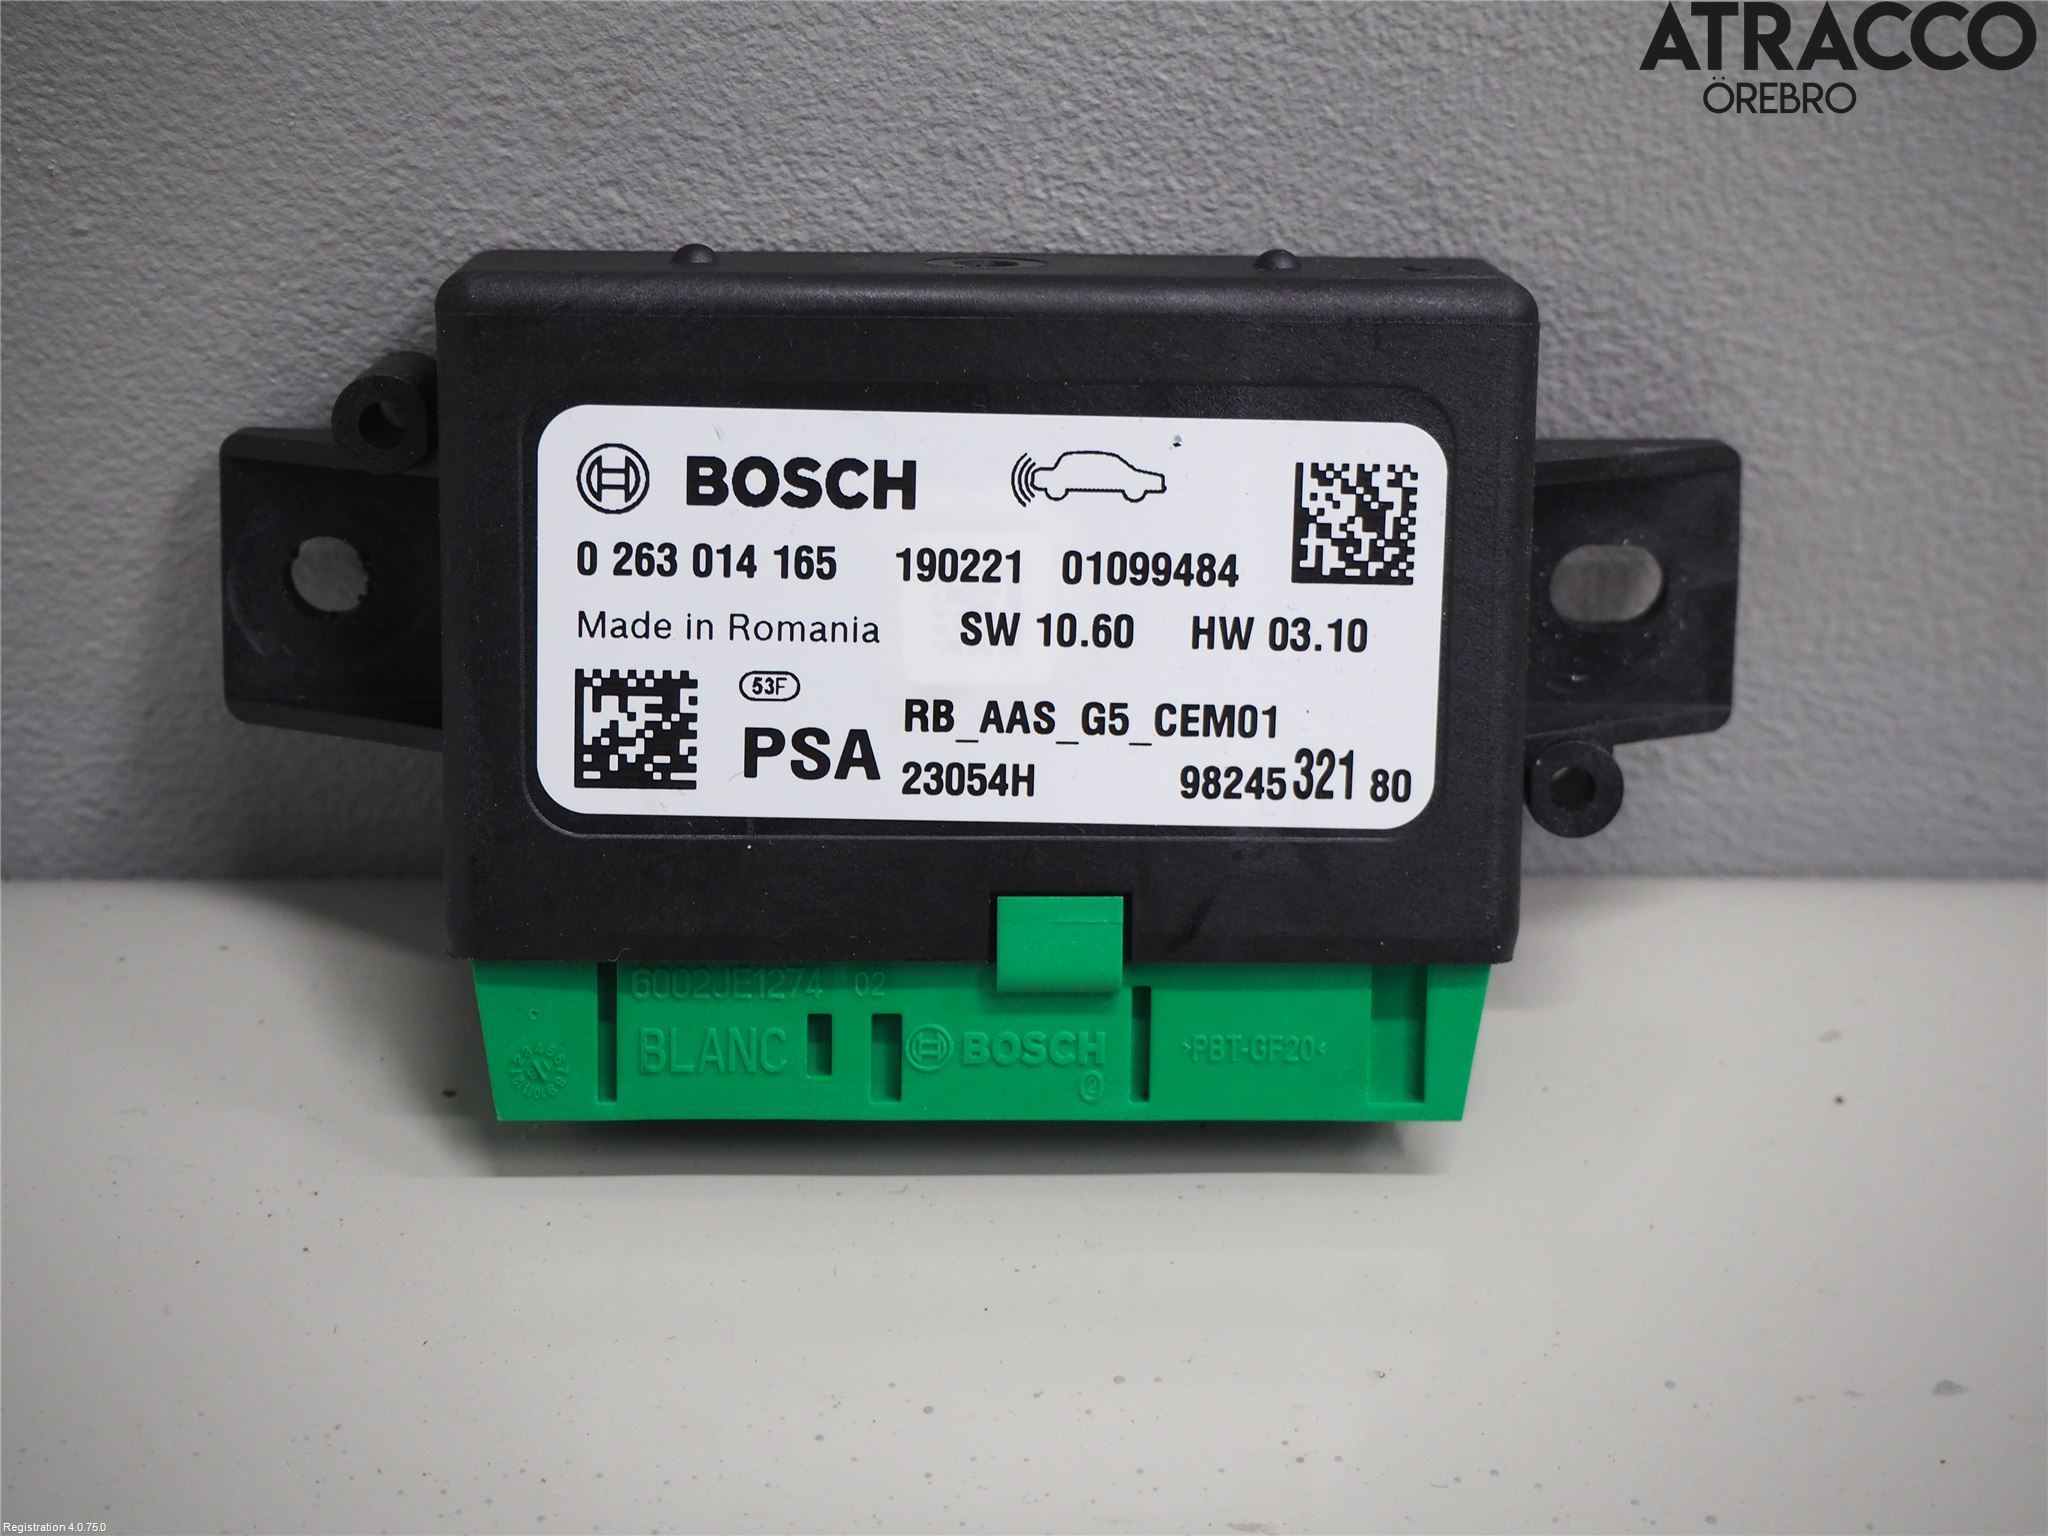 ATRACCO
ÖREBRO
BOSCH
0 263 014 165 190221 01099484
Made in Romania SW 10.60 HW 03.10
53F
PSA RB_AAS_G5_CEM01
23054H 98245 321 80
6002JE1274 02
BLANC BOSCH >PBT-GF20<
2
Registration 4.0.75.0